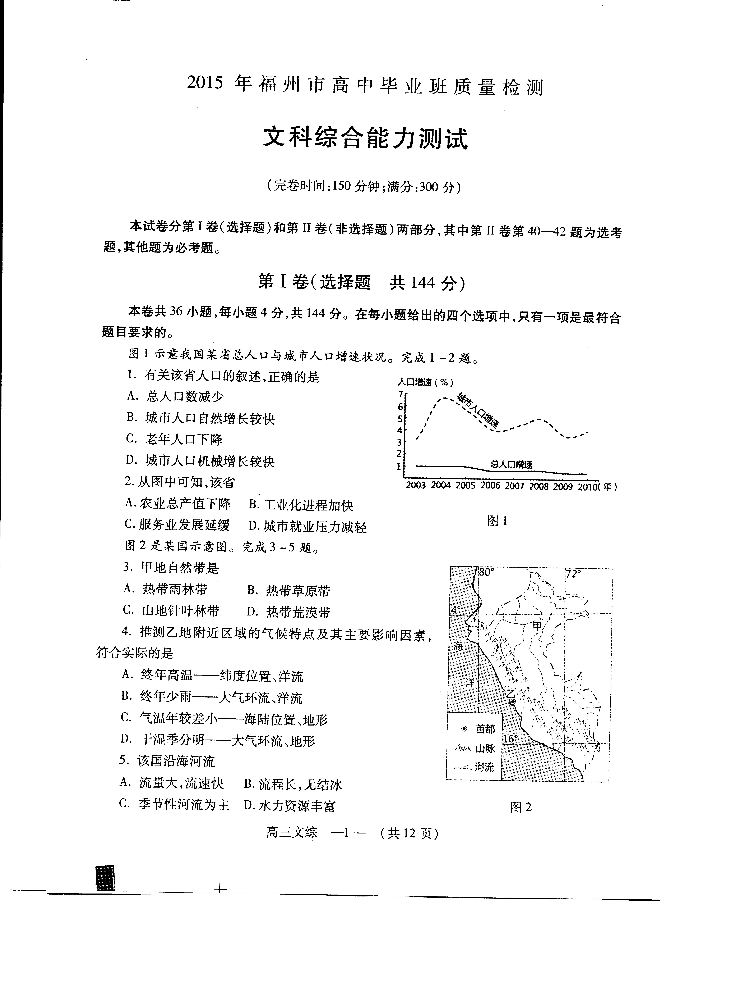 2015 年福州市高中毕业班质量检测
文科综合能力测试
(完卷时间:150 分钟;满分:300 分)
本试卷分第 I 卷(选择题)和第 II 卷(非选择题)两部分,其中第 II 卷第 40—42 题为选考
题,其他题为必考题。
第 I 卷(选择题 共 144 分)
本卷共 36 小题,每小题 4 分,共 144 分。在每小题给出的四个选项中,只有一项是最符合
题目要求的。
图 1 示意我国某省总人口与城市人口增速状况。完成 1 - 2 题。
1. 有关该省人口的叙述,正确的是
A. 总人口数减少
B. 城市人口自然增长较快
C. 老年人口下降
D. 城市人口机械增长较快
人口增速(%)
7
6
5
4
3
2
1
城市人口增速
总人口增速
2003 2004 2005 2006 2007 2008 2009 2010(年)
图 1
2. 从图中可知,该省
A. 农业总产值下降 B. 工业化进程加快
C. 服务业发展延缓 D. 城市就业压力减轻
图 2 是某国示意图。完成 3 - 5 题。
3. 甲地自然带是
A. 热带雨林带 B. 热带草原带
C. 山地针叶林带 D. 热带荒漠带
4. 推测乙地附近区域的气候特点及其主要影响因素,
符合实际的是
A. 终年高温——纬度位置、洋流
B. 终年少雨——大气环流、洋流
C. 气温年较差小——海陆位置、地形
D. 干湿季分明——大气环流、地形
5. 该国沿海河流
A. 流量大,流速快 B. 流程长,无结冰
C. 季节性河流为主 D. 水力资源丰富
80° 72°
4°
甲
海
洋
乙
首都
16°
山脉
河流
图 2
高三文综 —1— (共 12 页)